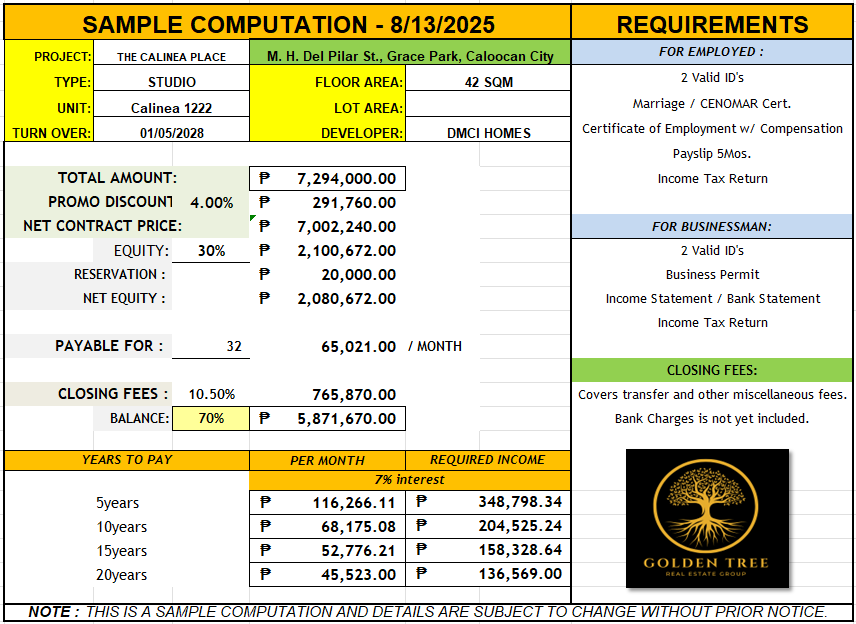 SAMPLE COMPUTATION - 8/13/2025
PROJECT: THE CALINEA PLACE M. H. Del Pilar St., Grace Park, Caloocan City
TYPE: STUDIO FLOOR AREA: 42 SQM
UNIT: Calinea 1222 LOT AREA:
TURN OVER: 01/05/2028 DEVELOPER: DMCI HOMES
TOTAL AMOUNT: ₱ 7,294,000.00
PROMO DISCOUNT 4.00% ₱ 291,760.00
NET CONTRACT PRICE: ₱ 7,002,240.00
EQUITY: 30% ₱ 2,100,672.00
RESERVATION : ₱ 20,000.00
NET EQUITY : ₱ 2,080,672.00
PAYABLE FOR : 32 65,021.00 / MONTH
CLOSING FEES : 10.50% 765,870.00
BALANCE: 70% ₱ 5,871,670.00
YEARS TO PAY PER MONTH REQUIRED INCOME
7% interest
5years ₱ 116,266.11 ₱ 348,798.34
10years ₱ 68,175.08 ₱ 204,525.24
15years ₱ 52,776.21 ₱ 158,328.64
20years ₱ 45,523.00 ₱ 136,569.00
REQUIREMENTS
FOR EMPLOYED :
2 Valid ID's
Marriage / CENOMAR Cert.
Certificate of Employment w/ Compensation
Payslip 5Mos.
Income Tax Return
FOR BUSINESSMAN:
2 Valid ID's
Business Permit
Income Statement / Bank Statement
Income Tax Return
CLOSING FEES:
Covers transfer and other miscellaneous fees.
Bank Charges is not yet included.
GOLDEN TREE
REAL ESTATE GROUP
NOTE : THIS IS A SAMPLE COMPUTATION AND DETAILS ARE SUBJECT TO CHANGE WITHOUT PRIOR NOTICE.